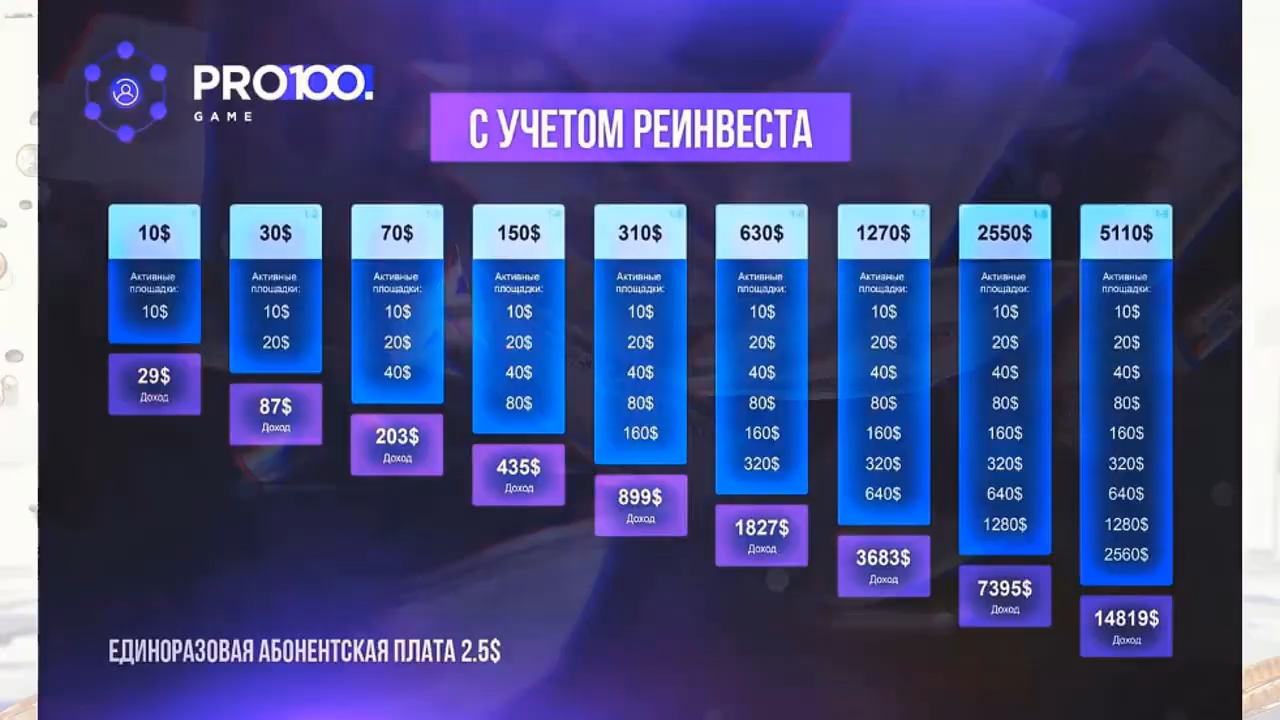 PRO100.
GAME
С УЧЕТОМ РЕИНВЕСТА
10$
Активные
площадки:
10$
29$
Доход
30$
Активные
площадки:
10$
20$
87$
Доход
70$
Активные
площадки:
10$
20$
40$
203$
Доход
150$
Активные
площадки:
10$
20$
40$
80$
435$
Доход
310$
Активные
площадки:
10$
20$
40$
80$
160$
899$
Доход
630$
Активные
площадки:
10$
20$
40$
80$
160$
320$
1827$
Доход
1270$
Активные
площадки:
10$
20$
40$
80$
160$
320$
640$
3683$
Доход
2550$
Активные
площадки:
10$
20$
40$
80$
160$
320$
640$
1280$
7395$
Доход
5110$
Активные
площадки:
10$
20$
40$
80$
160$
320$
640$
1280$
2560$
14819$
Доход
ЕДИНОРАЗОВАЯ АБОНЕНТСКАЯ ПЛАТА 2.5$